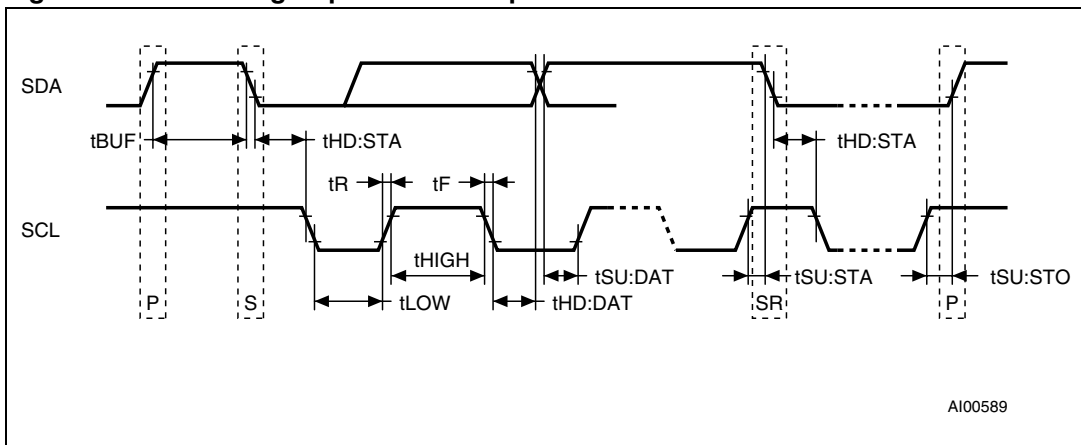 SDA
tBUF
tHD:STA
tHD:STA
tR
tF
SCL
tHIGH
tSU:DAT
tSU:STA
tSU:STO
P
S
tLOW
tHD:DAT
SR
P
AI00589